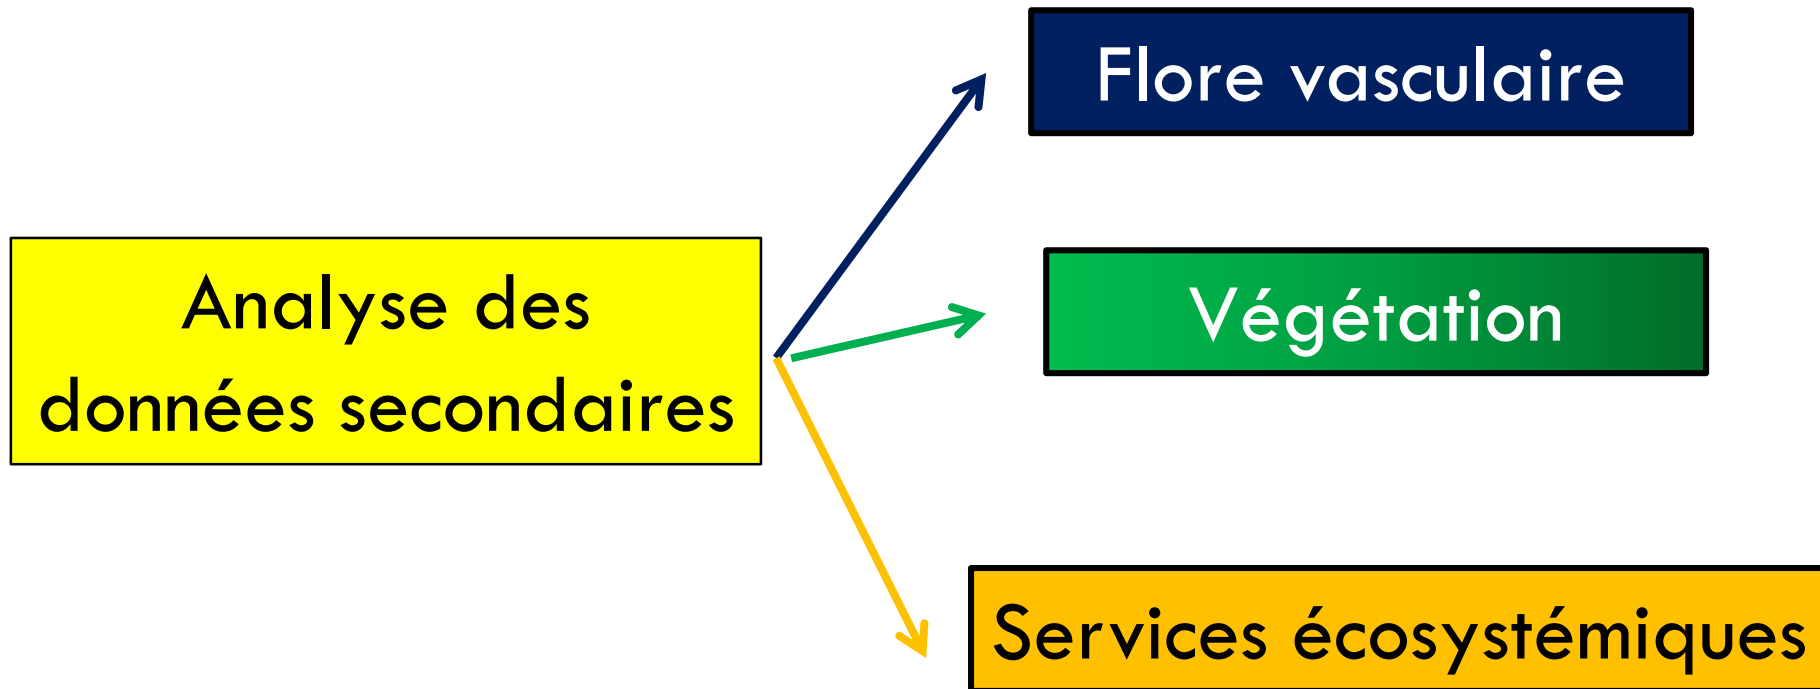 Flore vasculaire
Analyse des
données secondaires
Végétation
Services écosystémiques